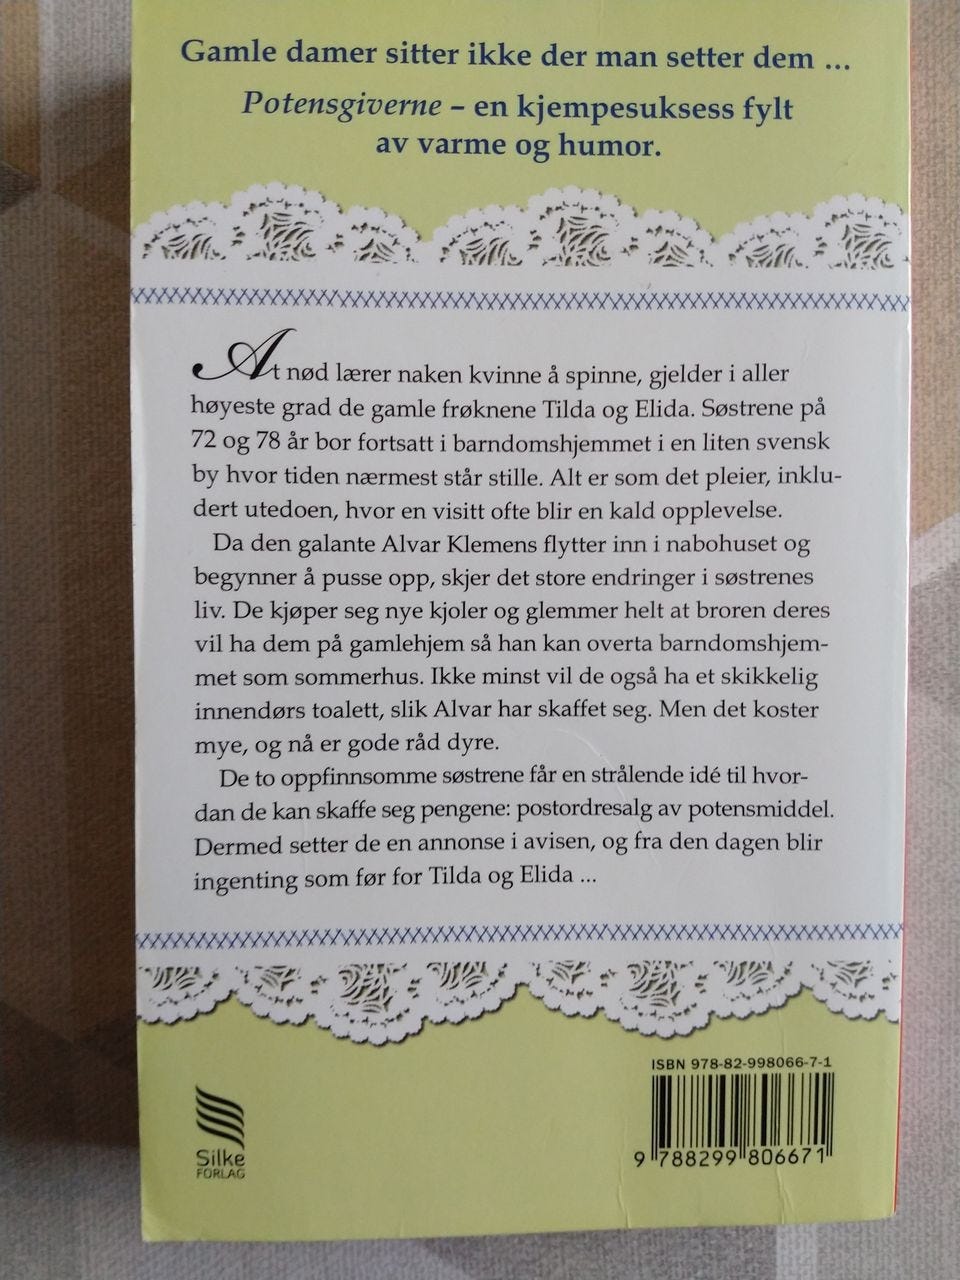 Gamle damer sitter ikke der man setter dem ...
Potensgiverne – en kjempesuksess fylt
av varme og humor.
At nød lærer naken kvinne å spinne, gjelder i aller
høyeste grad de gamle frøknene Tilda og Elida. Søstrene på
72 og 78 år bor fortsatt i barndomshjemmet i en liten svensk
by hvor tiden nærmest står stille. Alt er som det pleier, inklu-
dert utedoen, hvor en visitt ofte blir en kald opplevelse.
Da den galante Alvar Klemens flytter inn i nabohuset og
begynner å pusse opp, skjer det store endringer i søstrenes
liv. De kjøper seg nye kjoler og glemmer helt at broren deres
vil ha dem på gamlehjem så han kan overta barndomshjem-
met som sommerhus. Ikke minst vil de også ha et skikkelig
innendørs toalett, slik Alvar har skaffet seg. Men det koster
mye, og nå er gode råd dyre.
De to oppfinnsomme søstrene får en strålende idé til hvor-
dan de kan skaffe seg pengene: postordresalg av potensmiddel.
Dermed setter de en annonse i avisen, og fra den dagen blir
ingenting som før for Tilda og Elida ...
ISBN 978-82-998066-7-1
9 788299 806671
Silke
FORLAG